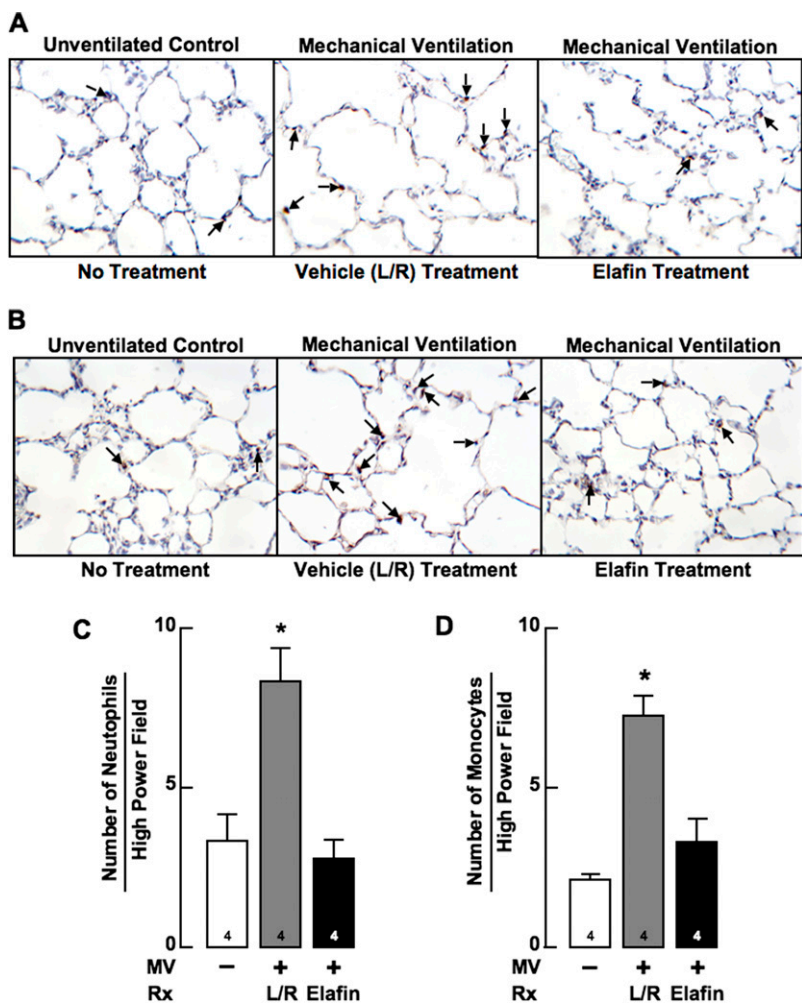 A
Unventilated Control Mechanical Ventilation Mechanical Ventilation
No Treatment Vehicle (L/R) Treatment Elafin Treatment
B
Unventilated Control Mechanical Ventilation Mechanical Ventilation
No Treatment Vehicle (L/R) Treatment Elafin Treatment
C
Number of Neutophils
High Power Field
10
5
0
*
4 4 4
MV – + +
Rx L/R Elafin
D
Number of Monocytes
High Power Field
10
5
0
*
4 4 4
MV – + +
Rx L/R Elafin